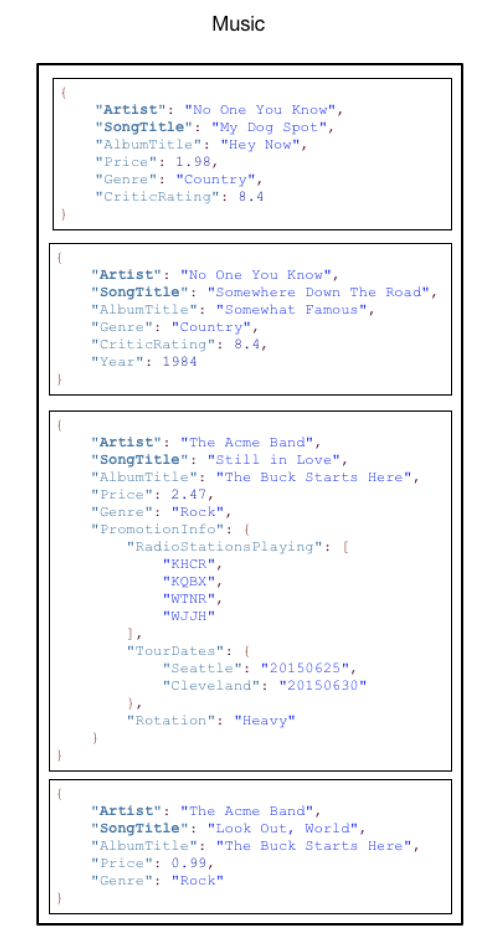 Music
{
"Artist": "No One You Know",
"SongTitle": "My Dog Spot",
"AlbumTitle": "Hey Now",
"Price": 1.98,
"Genre": "Country",
"CriticRating": 8.4
}
{
"Artist": "No One You Know",
"SongTitle": "Somewhere Down The Road",
"AlbumTitle": "Somewhat Famous",
"Genre": "Country",
"CriticRating": 8.4,
"Year": 1984
}
{
"Artist": "The Acme Band",
"SongTitle": "Still in Love",
"AlbumTitle": "The Buck Starts Here",
"Price": 2.47,
"Genre": "Rock",
"PromotionInfo": {
"RadioStationsPlaying": [
"KHCR",
"KQBX",
"WTNR",
"WJJH"
],
"TourDates": {
"Seattle": "20150625",
"Cleveland": "20150630"
},
"Rotation": "Heavy"
}
}
{
"Artist": "The Acme Band",
"SongTitle": "Look Out, World",
"AlbumTitle": "The Buck Starts Here",
"Price": 0.99,
"Genre": "Rock"
}